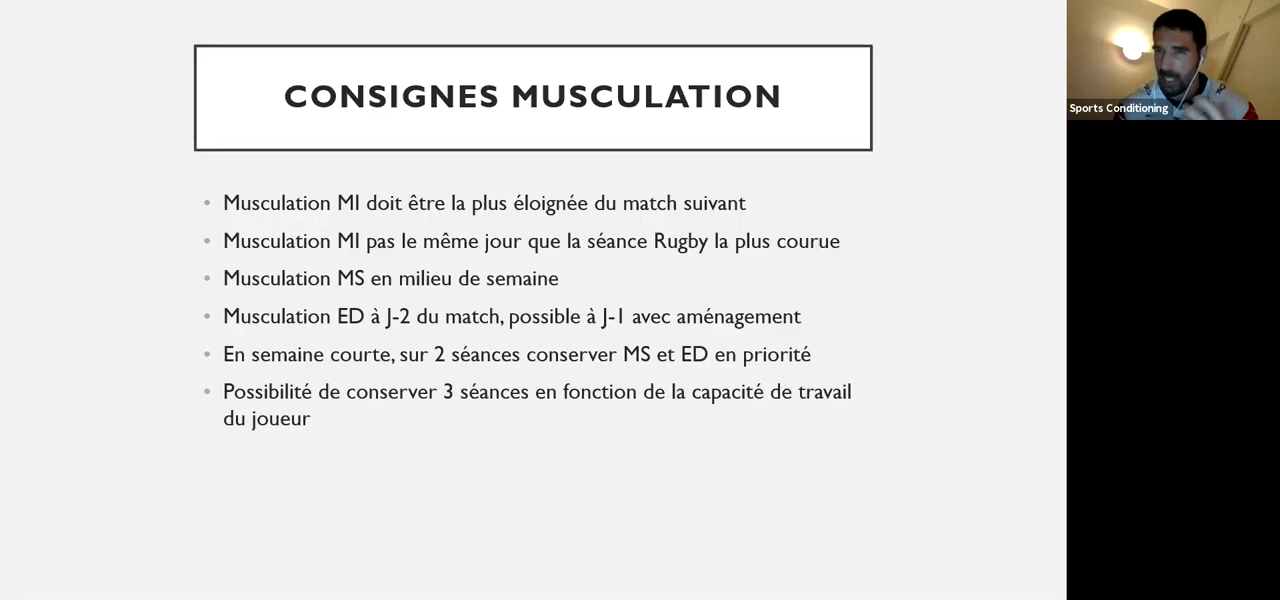 CONSIGNES MUSCULATION
• Musculation MI doit être la plus éloignée du match suivant
• Musculation MI pas le même jour que la séance Rugby la plus courue
• Musculation MS en milieu de semaine
• Musculation ED à J-2 du match, possible à J-1 avec aménagement
• En semaine courte, sur 2 séances conserver MS et ED en priorité
• Possibilité de conserver 3 séances en fonction de la capacité de travail
du joueur
Sports Conditioning